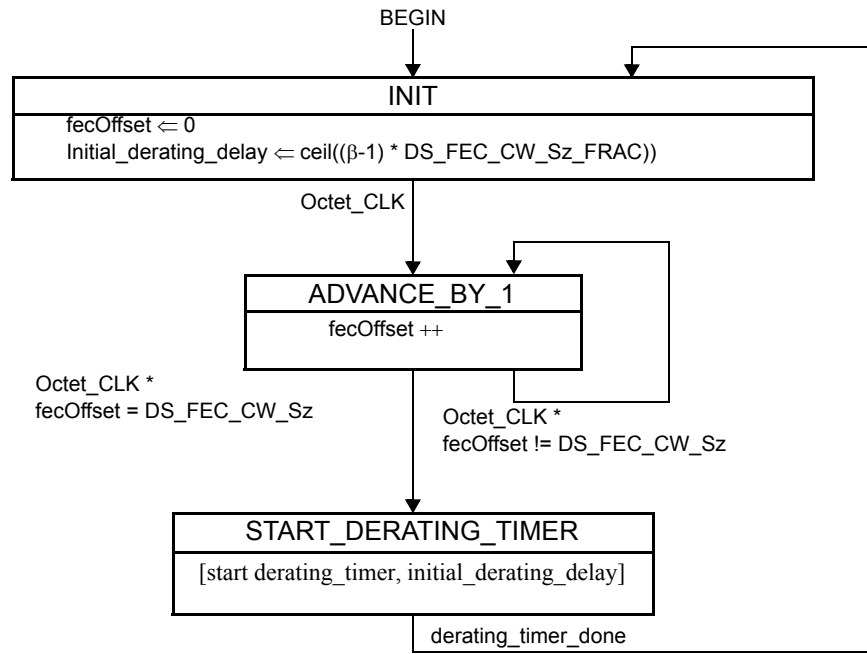 BEGIN
INIT
fecOffset ⇐ 0
Initial_derating_delay ⇐ ceil((β-1) * DS_FEC_CW_Sz_FRAC))
Octet_CLK
ADVANCE_BY_1
fecOffset ++
Octet_CLK *
fecOffset = DS_FEC_CW_Sz
Octet_CLK *
fecOffset != DS_FEC_CW_Sz
START_DERATING_TIMER
[start derating_timer, initial_derating_delay]
derating_timer_done